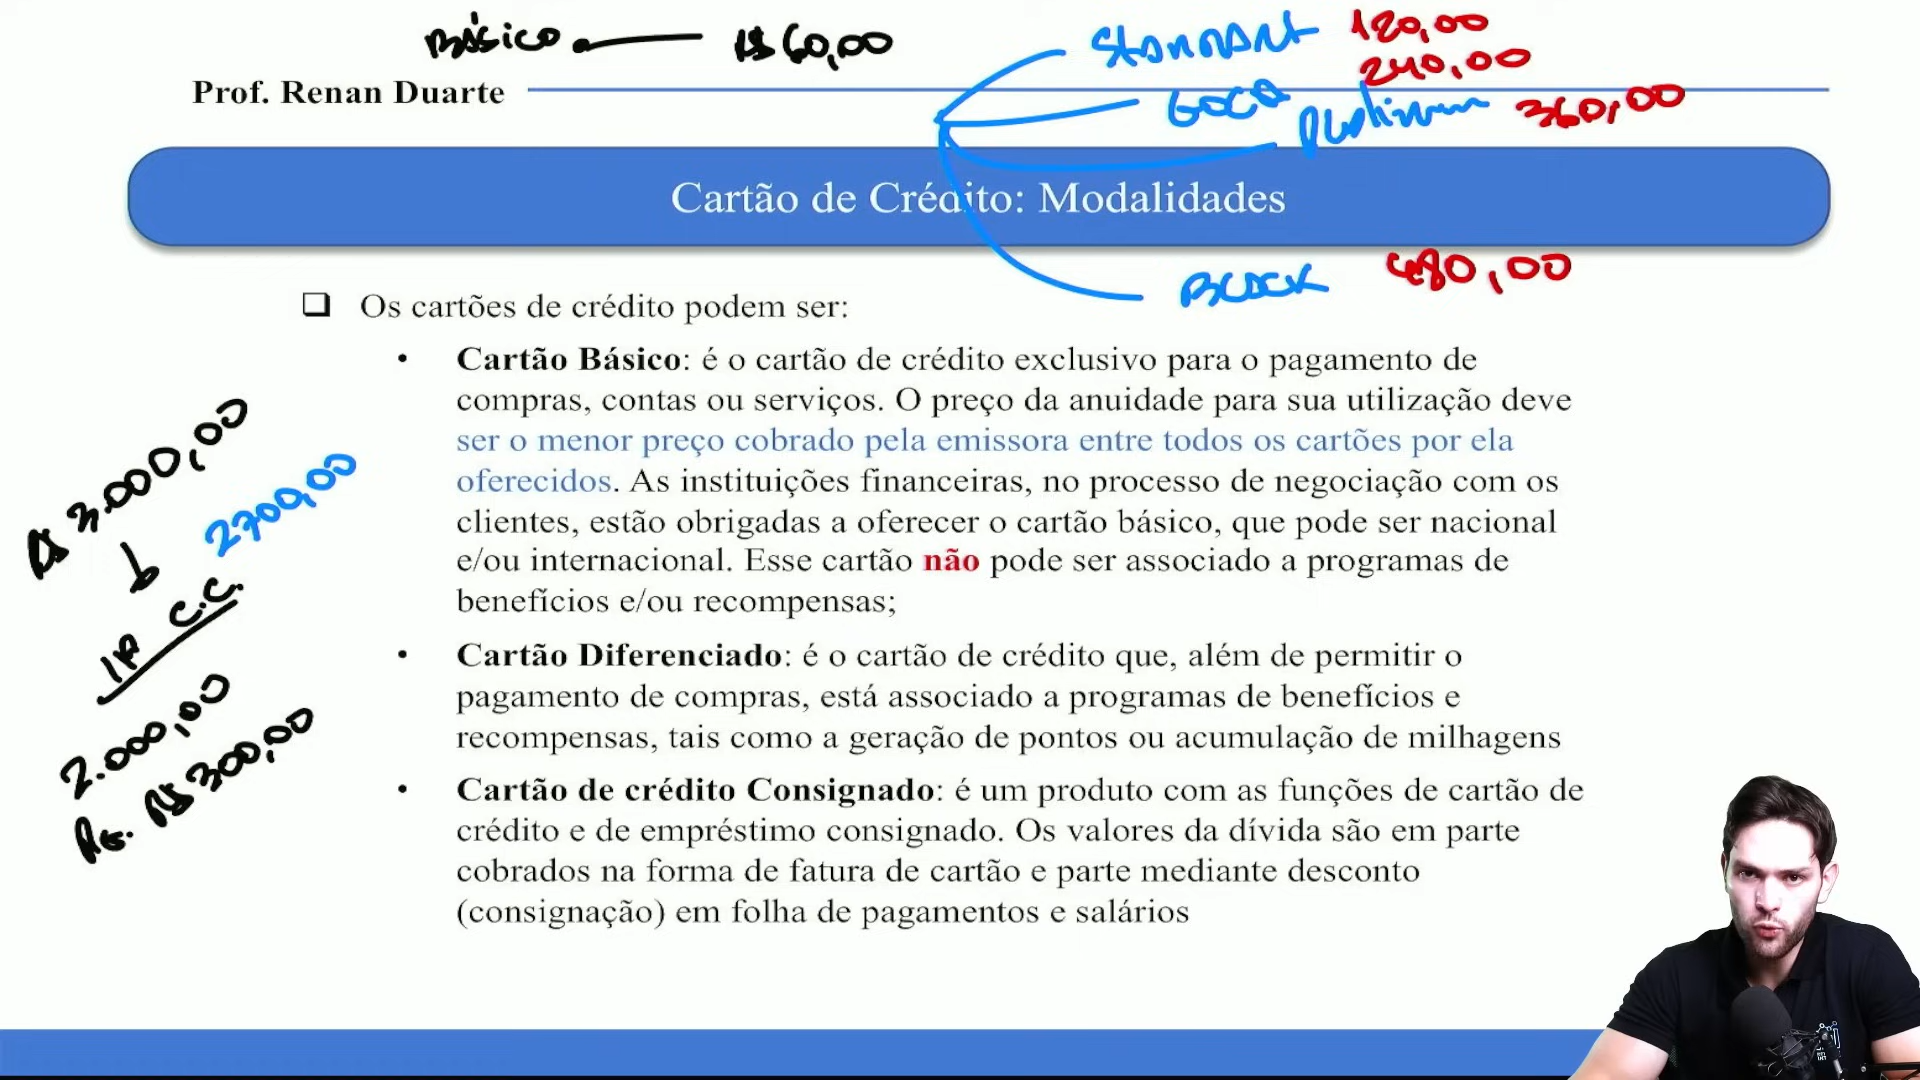 Básico R$ 60,00
Standart 120,00
240,00
Gold
Platinum 360,00
Prof. Renan Duarte
Cartão de Crédito: Modalidades
Black 480,00
❑ Os cartões de crédito podem ser:
• Cartão Básico: é o cartão de crédito exclusivo para o pagamento de
compras, contas ou serviços. O preço da anuidade para sua utilização deve
ser o menor preço cobrado pela emissora entre todos os cartões por ela
oferecidos. As instituições financeiras, no processo de negociação com os
clientes, estão obrigadas a oferecer o cartão básico, que pode ser nacional
e/ou internacional. Esse cartão não pode ser associado a programas de
benefícios e/ou recompensas;
• Cartão Diferenciado: é o cartão de crédito que, além de permitir o
pagamento de compras, está associado a programas de benefícios e
recompensas, tais como a geração de pontos ou acumulação de milhagens
• Cartão de crédito Consignado: é um produto com as funções de cartão de
crédito e de empréstimo consignado. Os valores da dívida são em parte
cobrados na forma de fatura de cartão e parte mediante desconto
(consignação) em folha de pagamentos e salários
R$ 3.000,00
2700,00
C.C.
2.000,00
R$ 300,00